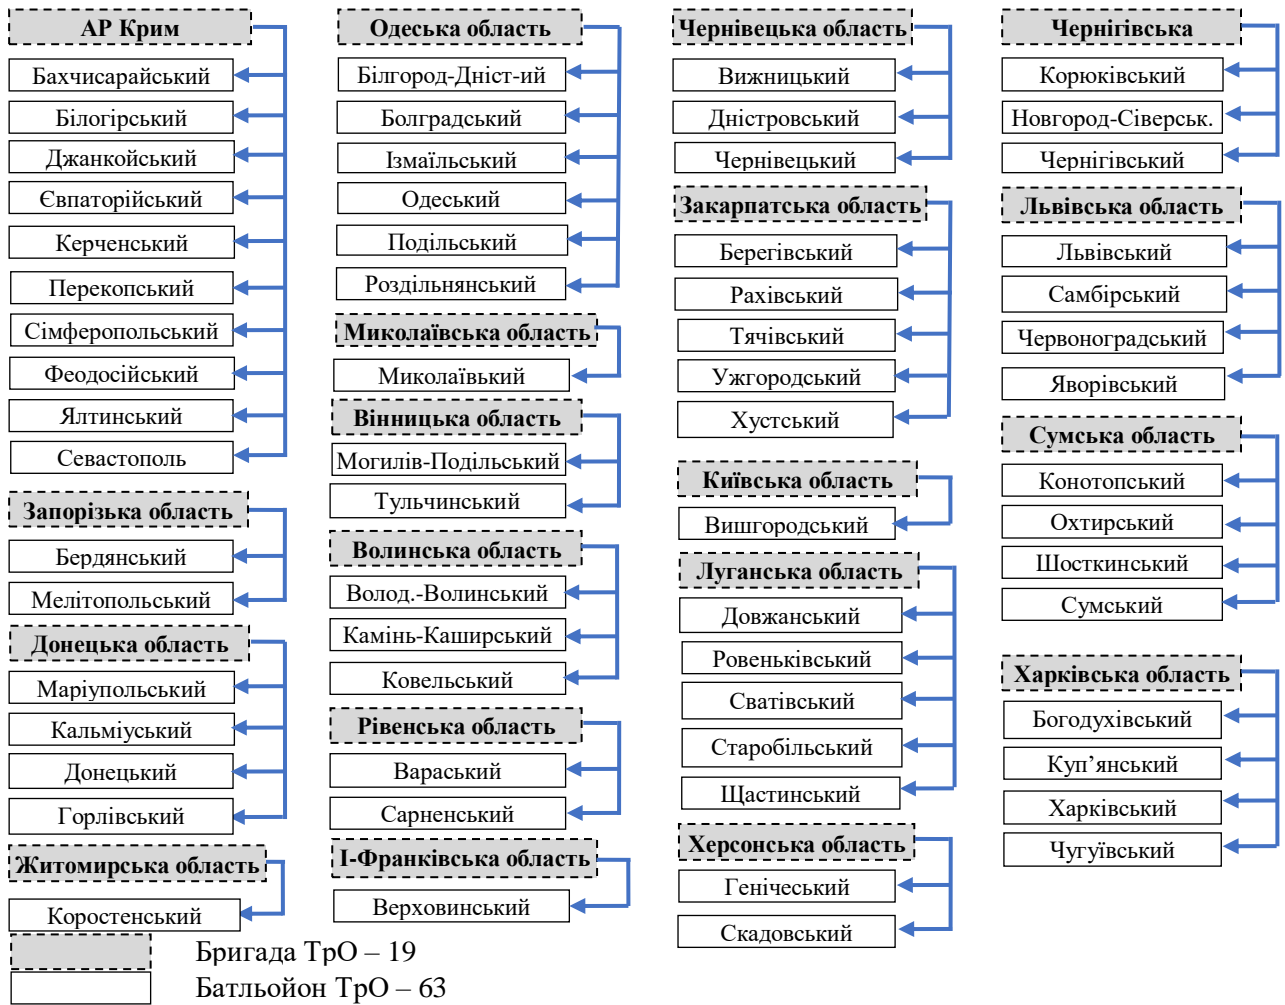 АР Крим
Бахчисарайський
Білогірський
Джанкойський
Євпаторійський
Керченський
Перекопський
Сімферопольський
Феодосійський
Ялтинський
Севастополь
Запорізька область
Бердянський
Мелітопольський
Донецька область
Маріупольський
Кальміуський
Донецький
Горлівський
Житомирська область
Коростенський
Одеська область
Білгород-Дніст-ий
Болградський
Ізмаїльський
Одеський
Подільський
Роздільнянський
Миколаївська область
Миколаївький
Вінницька область
Могилів-Подільський
Тульчинський
Волинська область
Волод.-Волинський
Камінь-Каширський
Ковельський
Рівенська область
Вараський
Сарненський
І-Франківська область
Верховинський
Чернівецька область
Вижницький
Дністровський
Чернівецький
Закарпатська область
Берегівський
Рахівський
Тячівський
Ужгородський
Хустський
Київська область
Вишгородський
Луганська область
Довжанський
Ровеньківський
Сватівський
Старобільський
Щастинський
Херсонська область
Генічеський
Скадовський
Чернігівська
Корюківський
Новгород-Сіверськ.
Чернігівський
Львівська область
Львівський
Самбірський
Червоноградський
Яворівський
Сумська область
Конотопський
Охтирський
Шосткинський
Сумський
Харківська область
Богодухівський
Куп’янський
Харківський
Чугуївський
Бригада ТрО – 19
Батльойон ТрО – 63